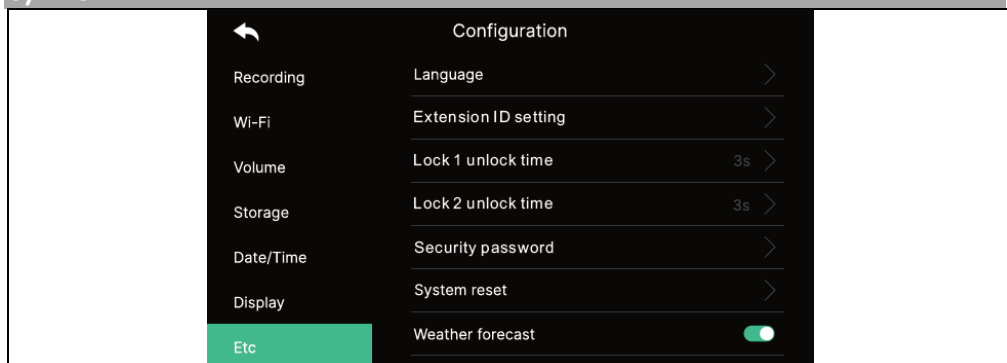 Configuration
Recording
Wi-Fi
Volume
Storage
Date/Time
Display
Etc
Language
Extension ID setting
Lock 1 unlock time 3s
Lock 2 unlock time 3s
Security password
System reset
Weather forecast